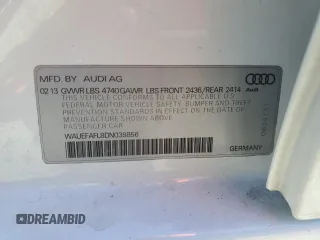 MFD. BY AUDI AG
02 13 GVWR LBS 4740 GAWR LBS FRONT 2436/REAR 2414
THIS VEHICLE CONFORMS TO ALL APPLICABLE
FEDERAL MOTOR VEHICLE
SAFETY, BUMPER AND THEFT
PREVENTION STANDARDS IN EFFECT ON THE
DATE OF MANUFACTURE SHOWN ABOVE
PASSENGER CAR
Audi
WAUEFAFL8DN039856
GERMANY
DREAMBID